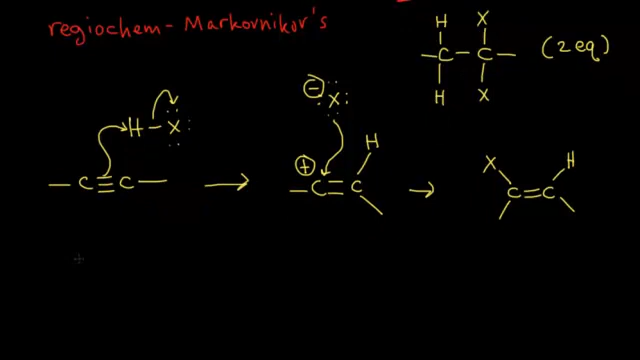 regiochem - Markovnikov's
H X
- C - C - (2 eq)
H X
⊖ :X:
H - X: H
⊕
- C ≡ C - → - C ≡ C → X H
C = C